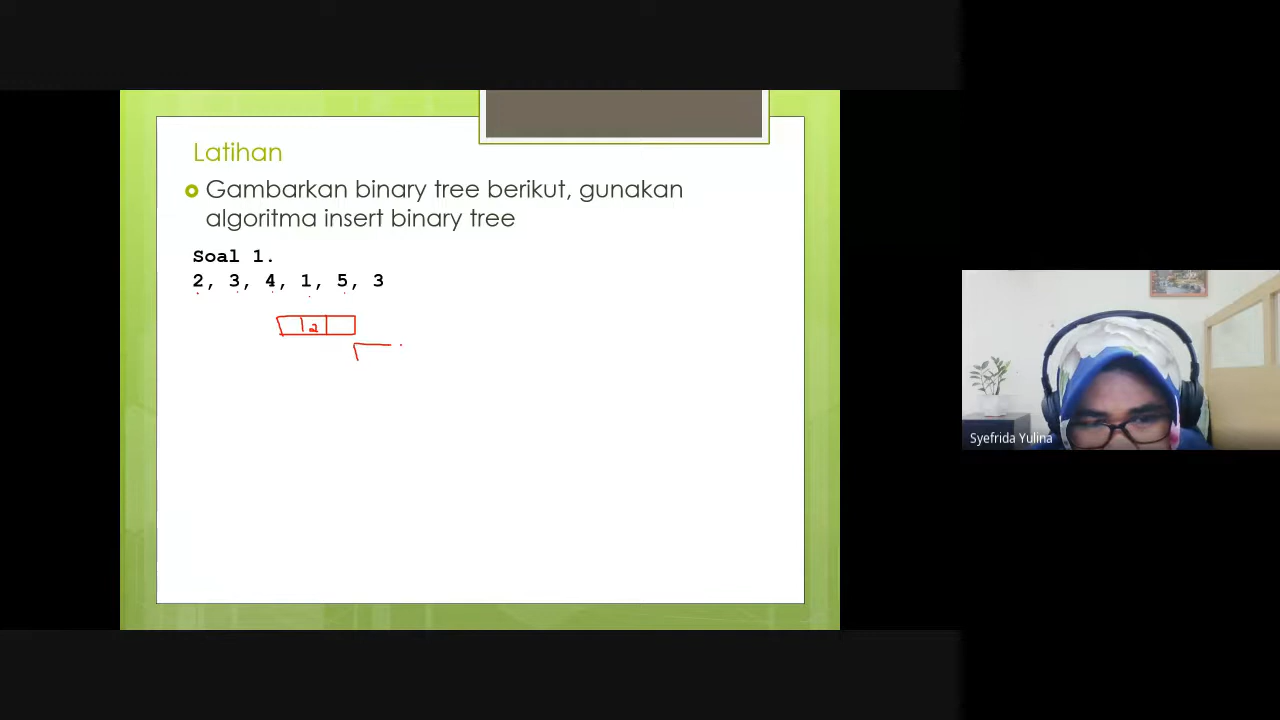 Latihan
Gambarkan binary tree berikut, gunakan
algoritma insert binary tree
Soal 1.
2, 3, 4, 1, 5, 3
2
Syefrida Yulina